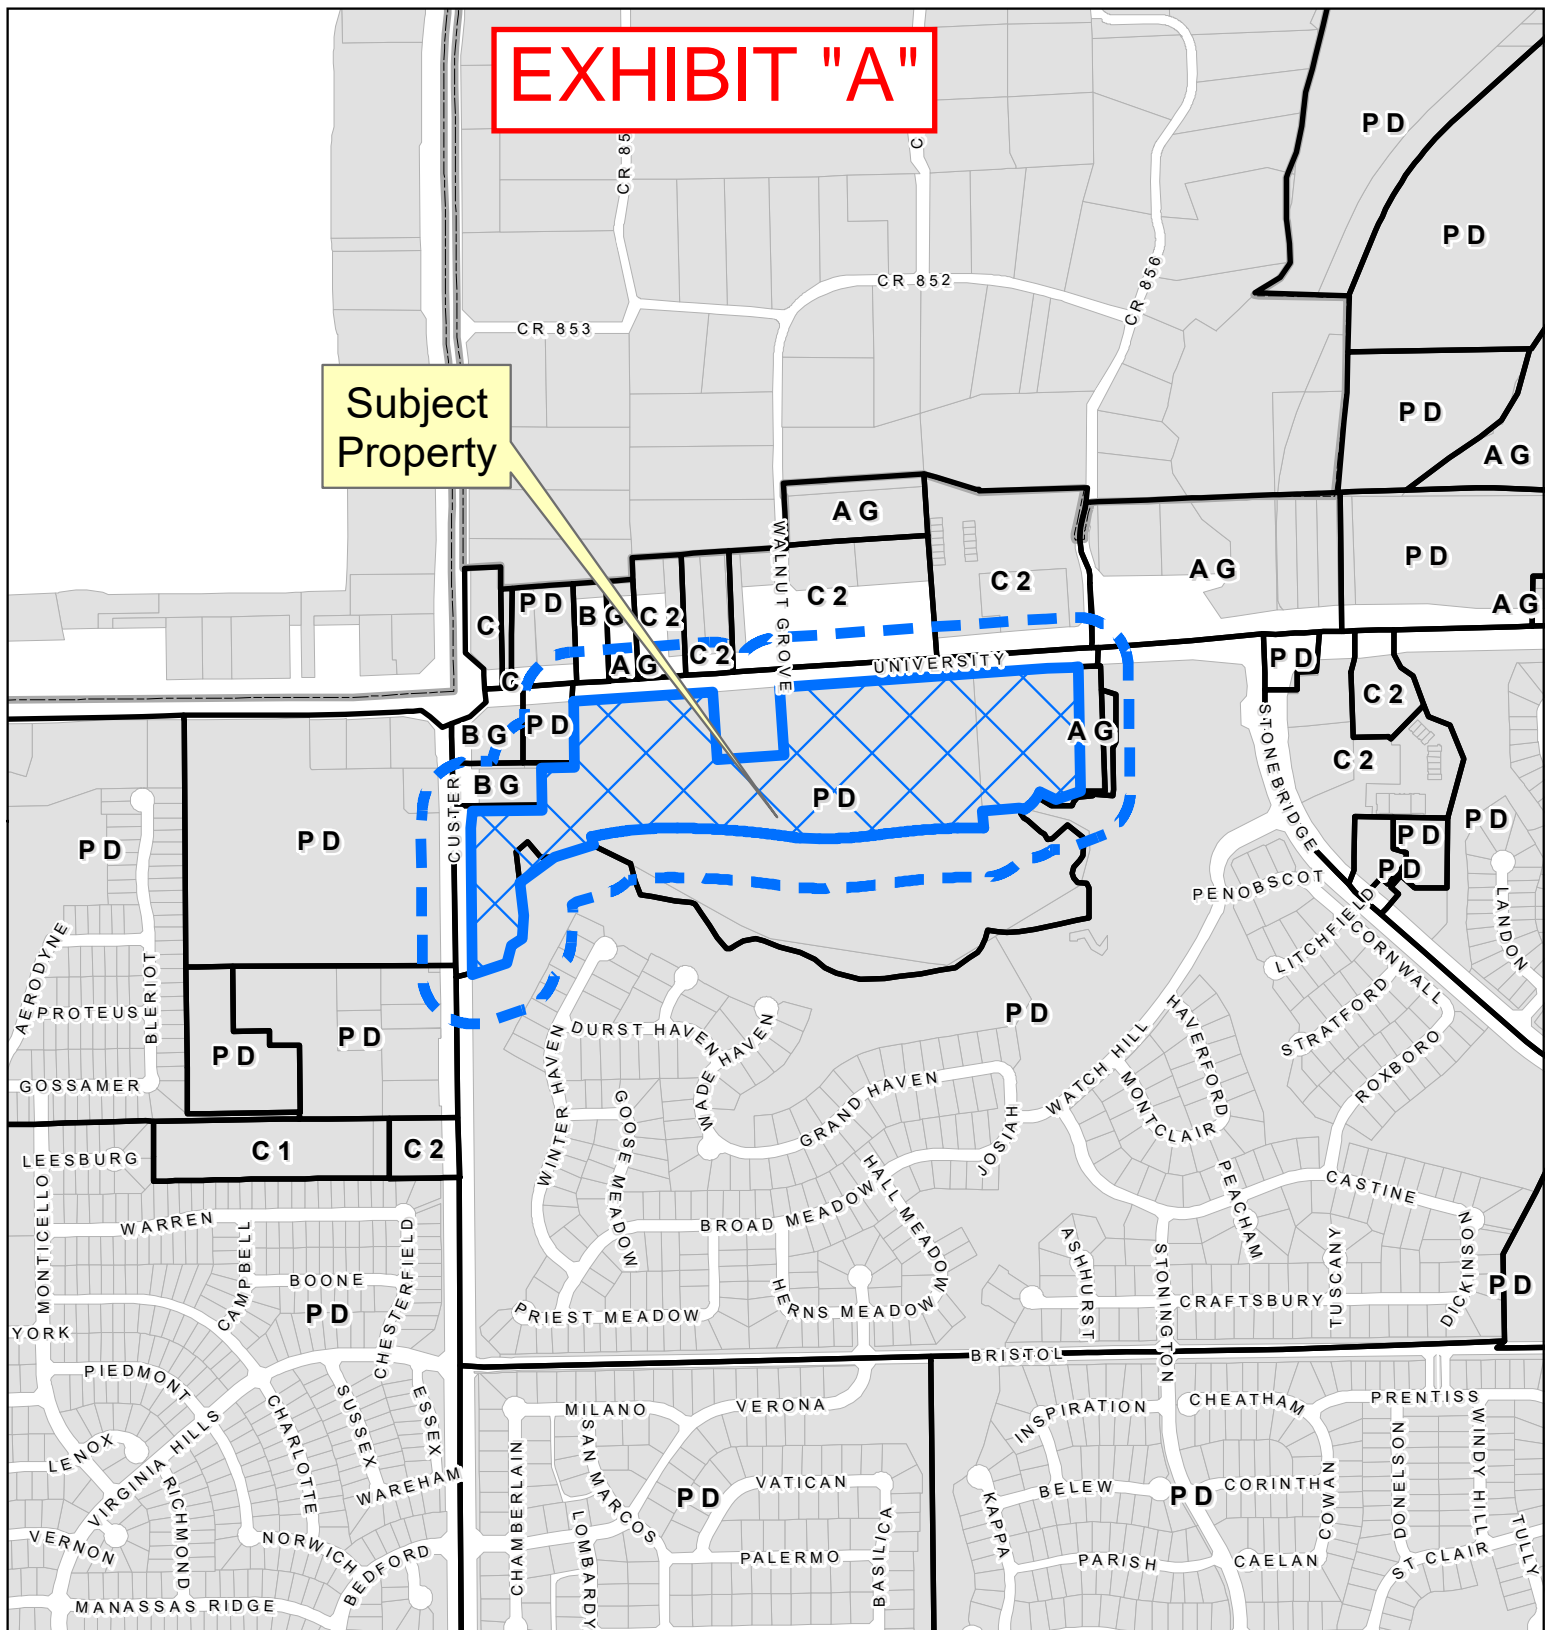 EXHIBIT "A"
CR 85
C
P D
P D
CR 852
CR 856
CR 853
Subject
Property
P D
A G
A G
WALNUT GROVE
P D
A G
C 2
C 2
A G
P D
B G
C 2
C
A G
C 2
C
UNIVERSITY
P D
C 2
STONEBRIDGE
B G
P D
A G
C 2
B G
P D
CUSTER
P D
P D
P D
P D
P D
PENOBSCOT
LITCHFIELD
CORNWALL
LANDON
AERODYNE
BLERIOT
PROTEUS
P D
P D
GOSSAMER
P D
DURST HAVEN
WADE HAVEN
WINTER HAVEN
GOOSE MEADOW
GRAND HAVEN
JOSIAH
WATCH HILL
HAVERFORD
MONTCLAIR
STRATFORD
ROXBORO
C 1
C 2
LEESBURG
MONTICELLO
WARREN
CAMPBELL
CHESTERFIELD
BOONE
P D
HALL MEADOW
BROAD MEADOW
HERNS MEADOW
PRIEST MEADOW
PEACHAM
CASTINE
ASHHURST
STONINGTON
TUSCANY
DICKINSON
CRAFTSBURY
P D
YORK
BRISTOL
PIEDMONT
VIRGINIA HILLS
CHARLOTTE
SUSSEX
ESSEX
LENOX
RICHMOND
WAREHAM
VERNON
NORWICH
BEDFORD
MANASSAS RIDGE
MILANO
VERONA
SAN MARCOS
CHAMBERLAIN
LOMBARDY
P D
VATICAN
BASILICA
PALERMO
INSPIRATION
CHEATHAM
PRENTISS
BELEW
P D
CORINTH
COWAN
DONELSON
WINDY HILL
KAPPA
PARISH
CAELAN
ST CLAIR
TULLY